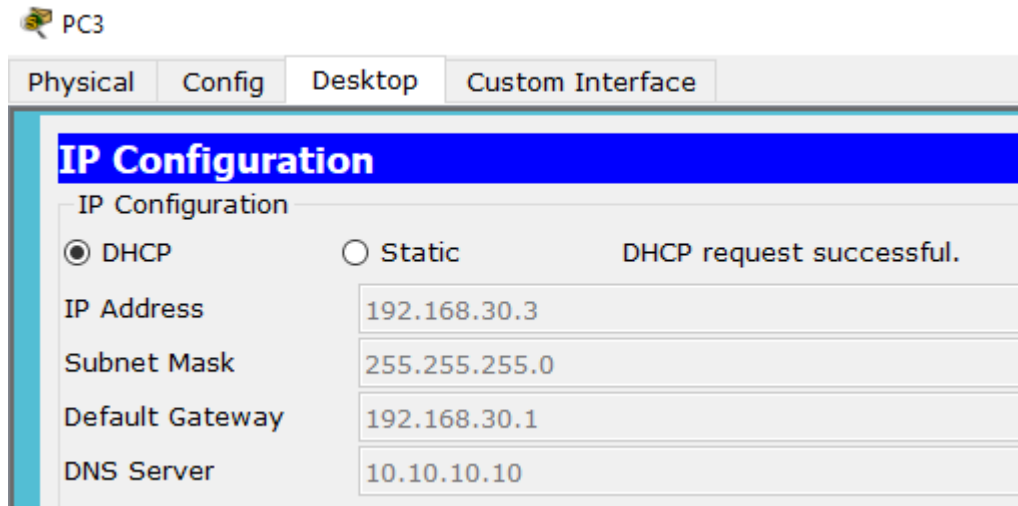 PC3
Physical Config Desktop Custom Interface
IP Configuration
IP Configuration
DHCP Static DHCP request successful.
IP Address 192.168.30.3
Subnet Mask 255.255.255.0
Default Gateway 192.168.30.1
DNS Server 10.10.10.10